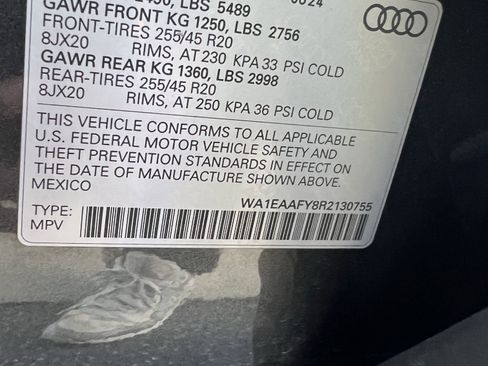 LBS 5489
GAWR FRONT KG 1250, LBS 2756
FRONT-TIRES 255/45 R20
8JX20 RIMS, AT 230 KPA 33 PSI COLD
GAWR REAR KG 1360, LBS 2998
REAR-TIRES 255/45 R20
8JX20 RIMS, AT 250 KPA 36 PSI COLD
THIS VEHICLE CONFORMS TO ALL APPLICABLE
U.S. FEDERAL MOTOR VEHICLE SAFETY AND
THEFT PREVENTION STANDARDS IN EFFECT ON
THE DATE OF MANUFACTURE SHOWN ABOVE.
MEXICO
WA1EAAFY8R2130755
TYPE:
MPV